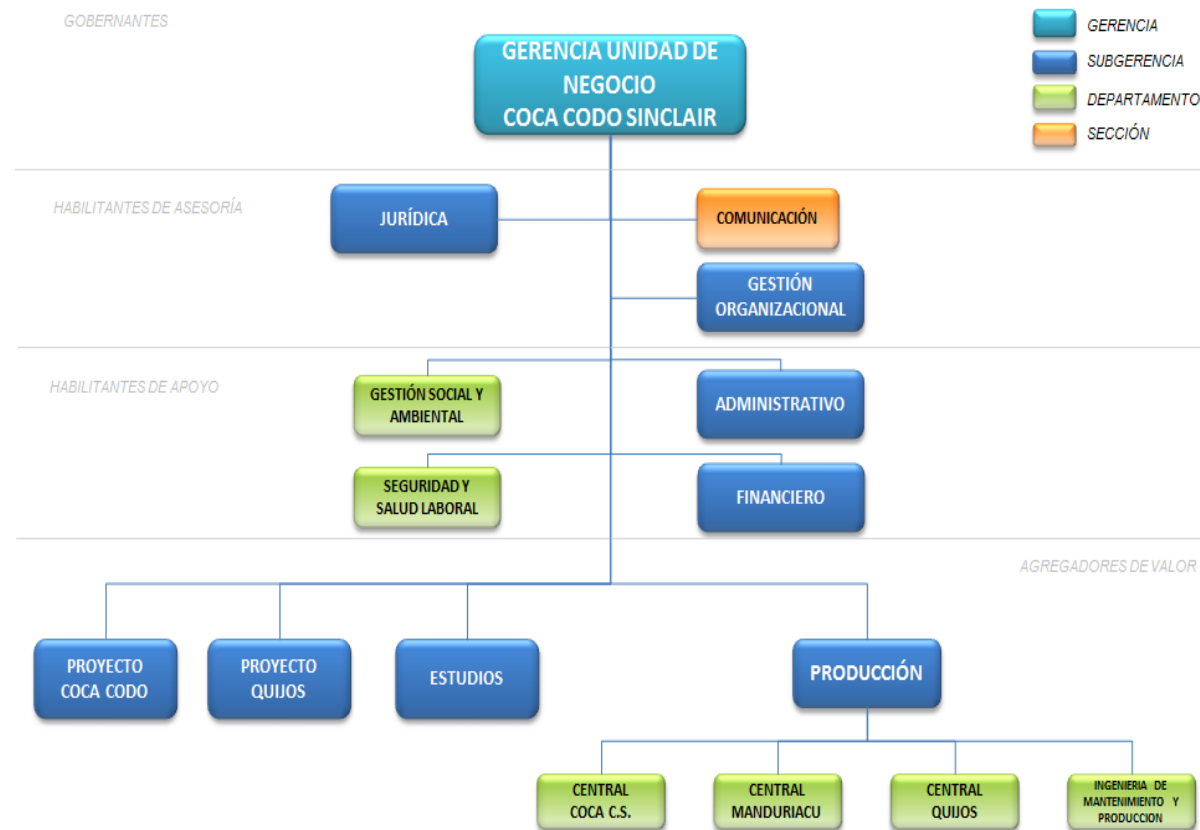 GOBERNANTES
GERENCIA UNIDAD DE
NEGOCIO
COCA CODO SINCLAIR
GERENCIA
SUBGERENCIA
DEPARTAMENTO
SECCIÓN
HABILITANTES DE ASESORÍA
JURÍDICA
COMUNICACIÓN
GESTIÓN
ORGANIZACIONAL
HABILITANTES DE APOYO
GESTIÓN SOCIAL Y
AMBIENTAL
ADMINISTRATIVO
SEGURIDAD Y
SALUD LABORAL
FINANCIERO
AGREGADORES DE VALOR
PROYECTO
COCA CODO
PROYECTO
QUIJOS
ESTUDIOS
PRODUCCIÓN
CENTRAL
COCA C.S.
CENTRAL
MANDURIACU
CENTRAL
QUIJOS
INGENIERIA DE
MANTENIMIENTO Y
PRODUCCION